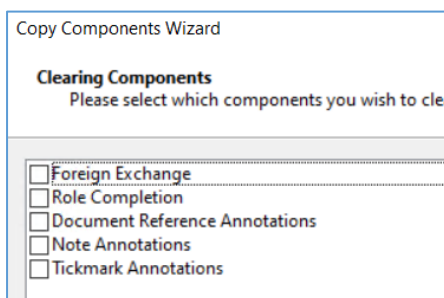 Copy Components Wizard
Clearing Components
Please select which components you wish to
Foreign Exchange
Role Completion
Document Reference Annotations
Note Annotations
Tickmark Annotations